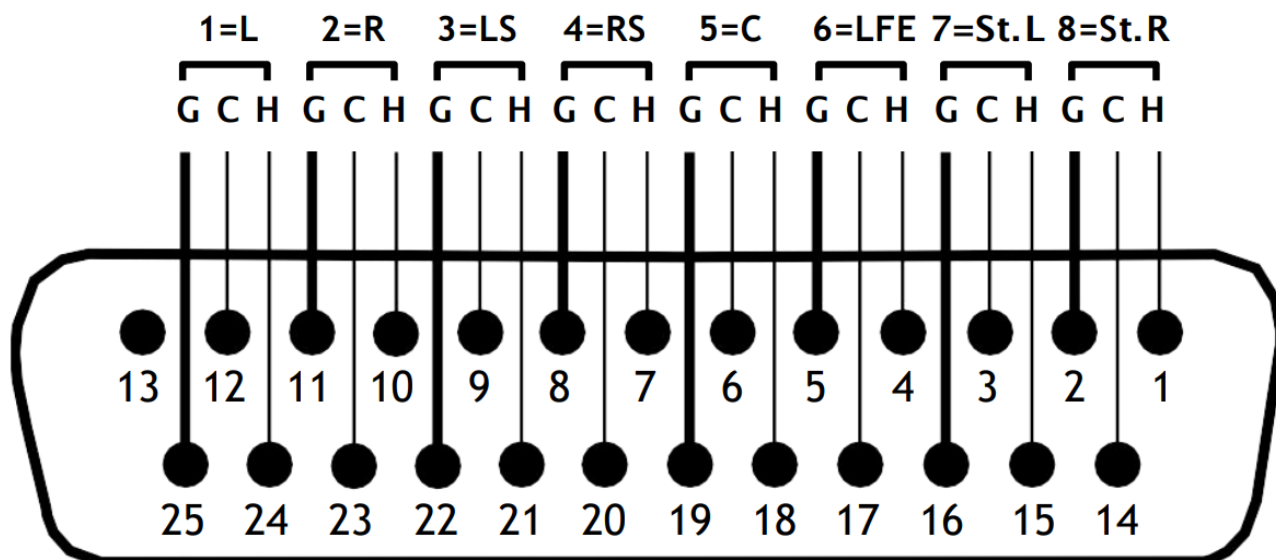 1=L 2=R 3=LS 4=RS 5=C 6=LFE 7=St.L 8=St.R
G C H G C H G C H G C H G C H G C H G C H G C H
13 12 11 10 9 8 7 6 5 4 3 2 1
25 24 23 22 21 20 19 18 17 16 15 14